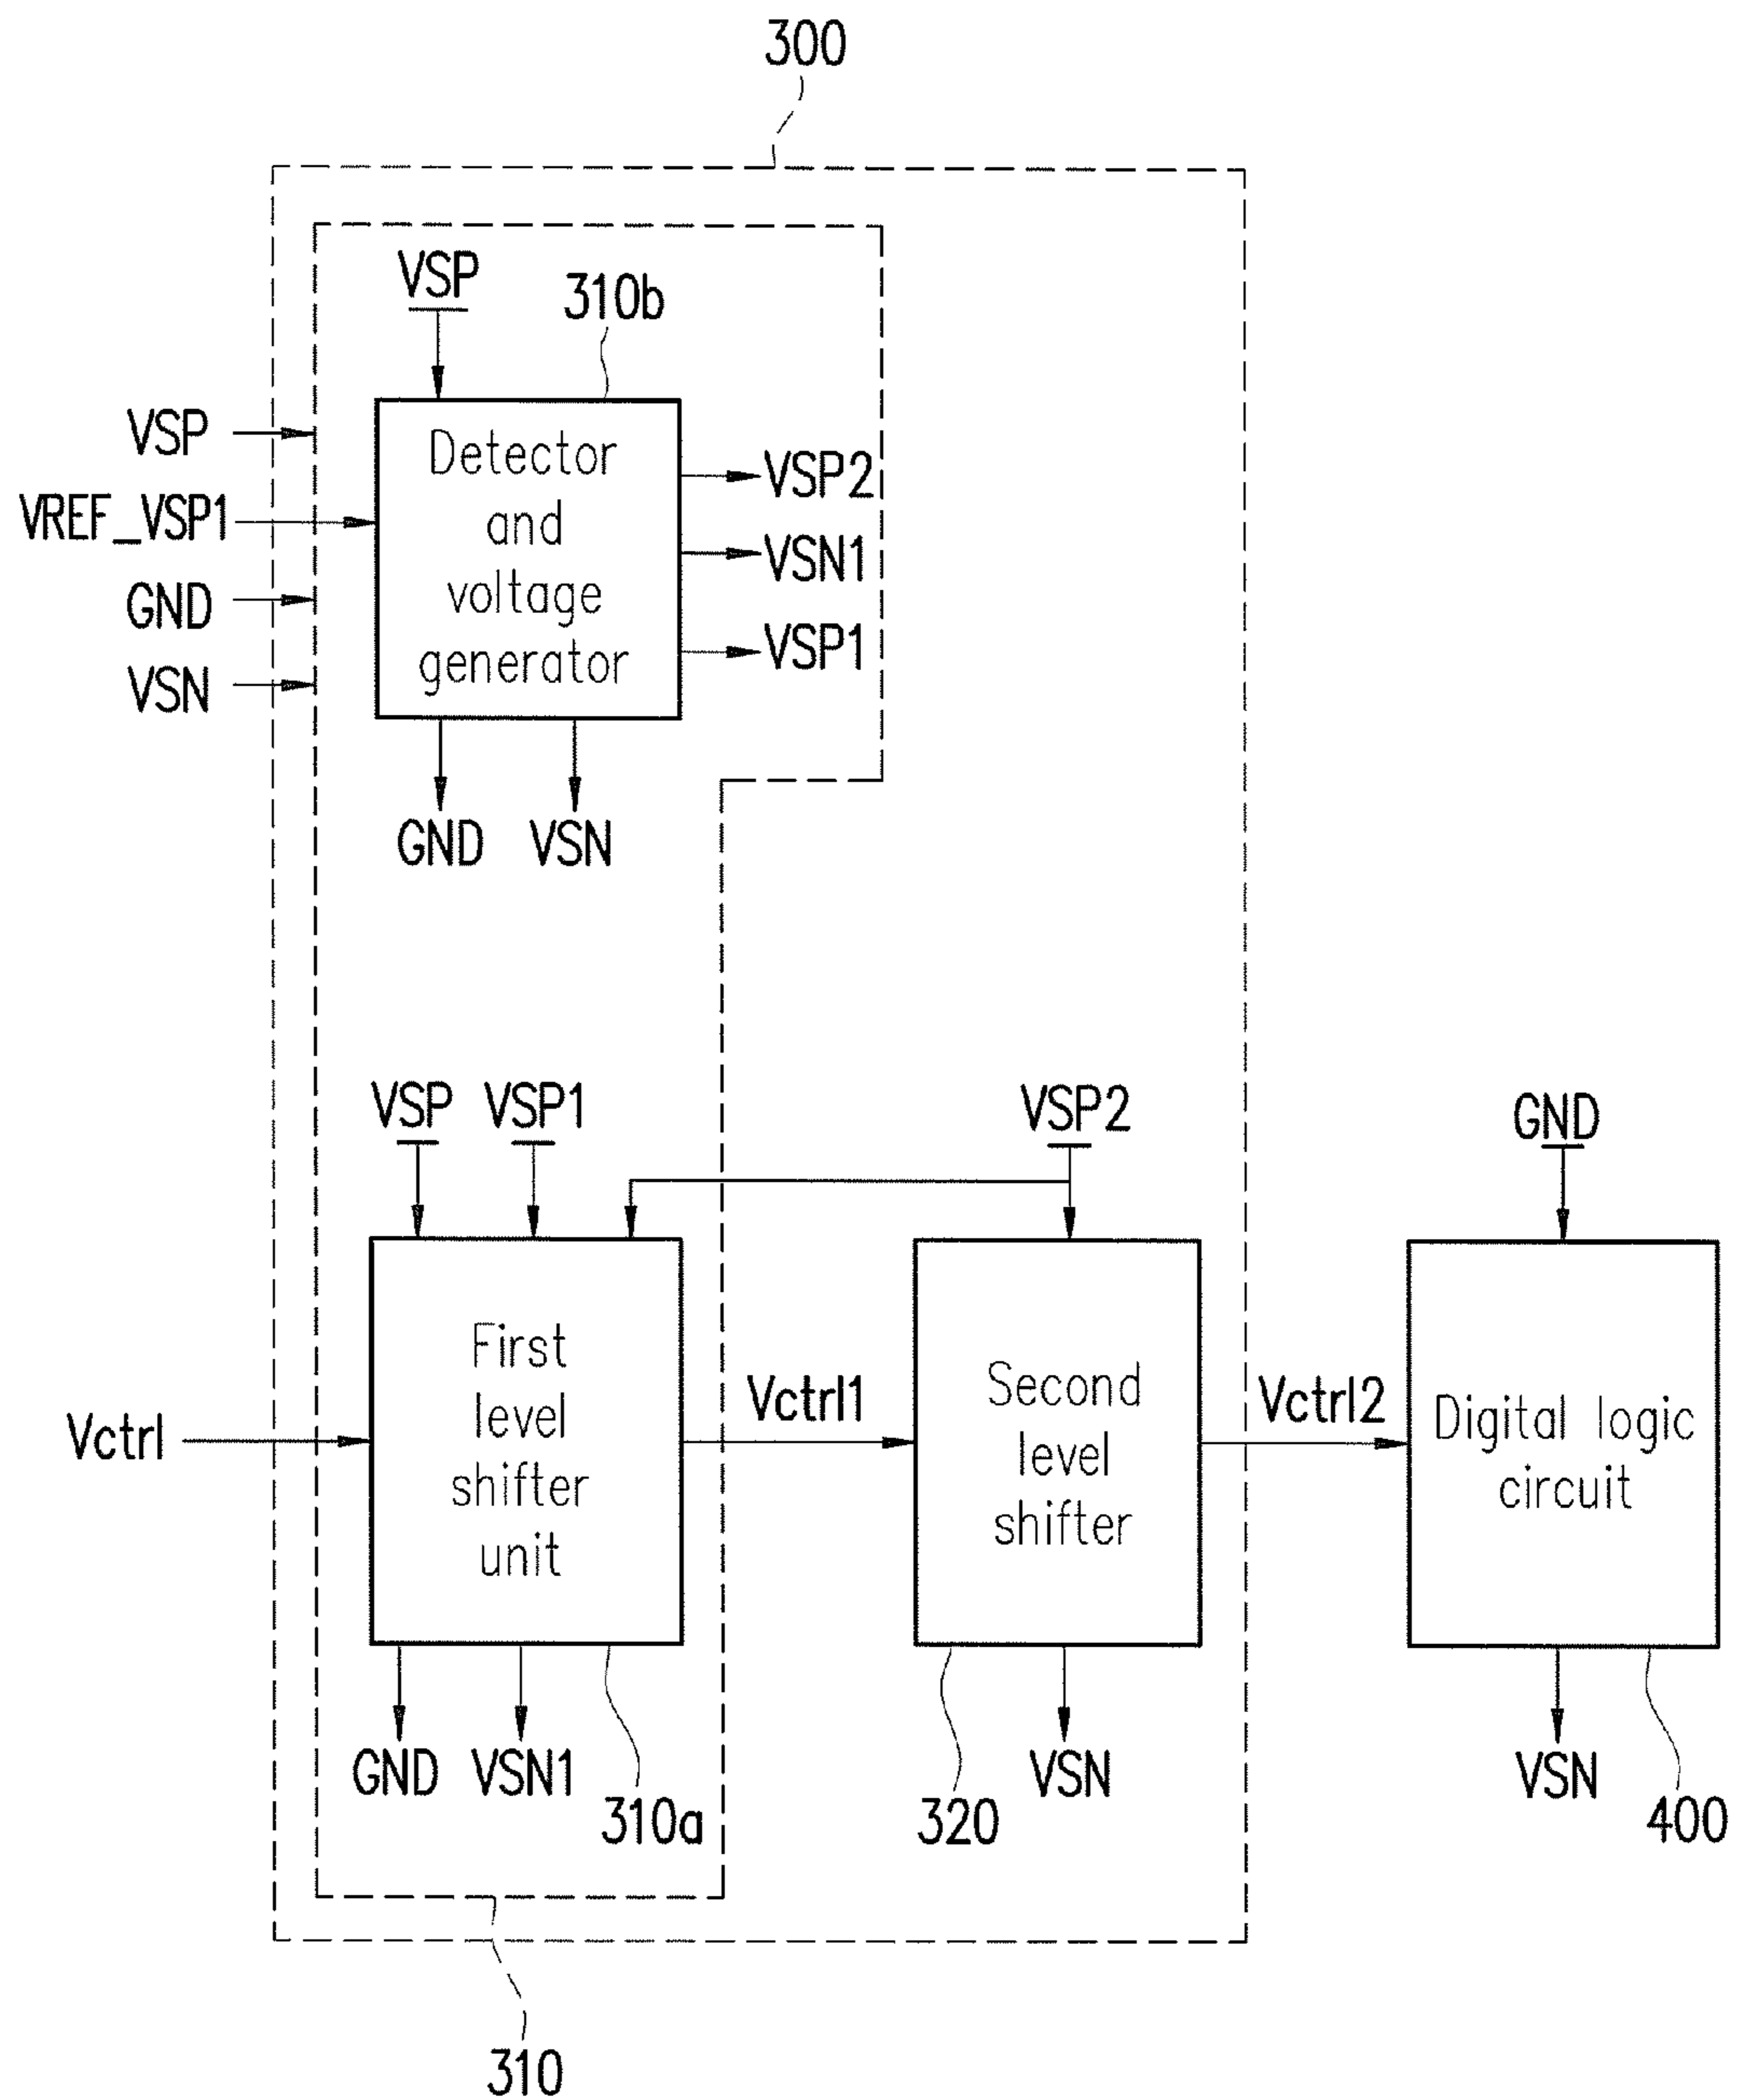 300
VSP
310b
VSP
VREF_VSP1
GND
VSN
Detector
and
voltage
generator
VSP2
VSN1
VSP1
GND VSN
VSP VSP1
VSP2
GND
Vctrl
First
level
shifter
unit
Vctrl1
Second
level
shifter
Vctrl2
Digital logic
circuit
GND VSN1
310a
VSN
320
VSN
400
310